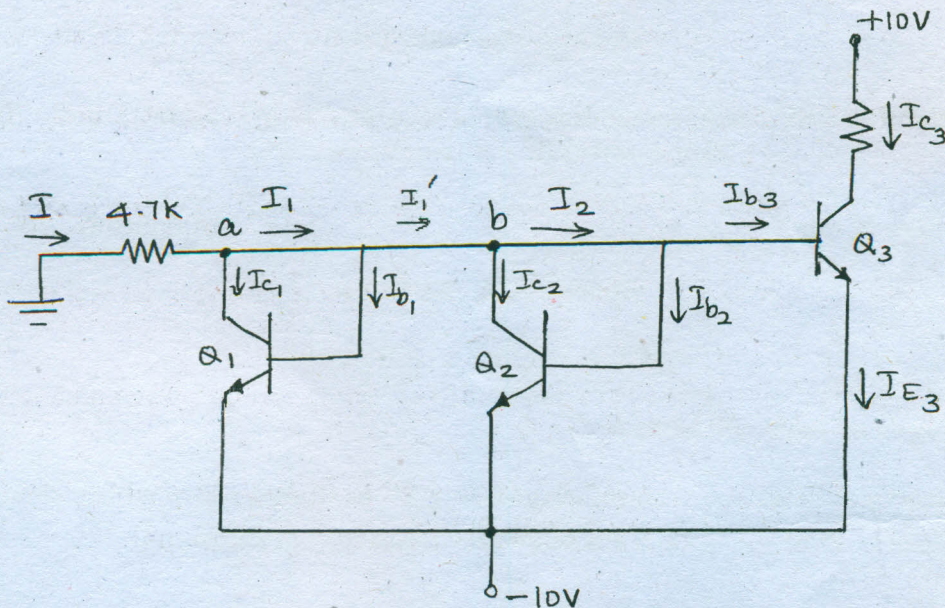 +10V
Ic3
I 4.7K a I1 I1' b I2 Ib3
Q3
Ic1 Ib1 Ic2 Ib2
Q1 Q2
IE3
-10V